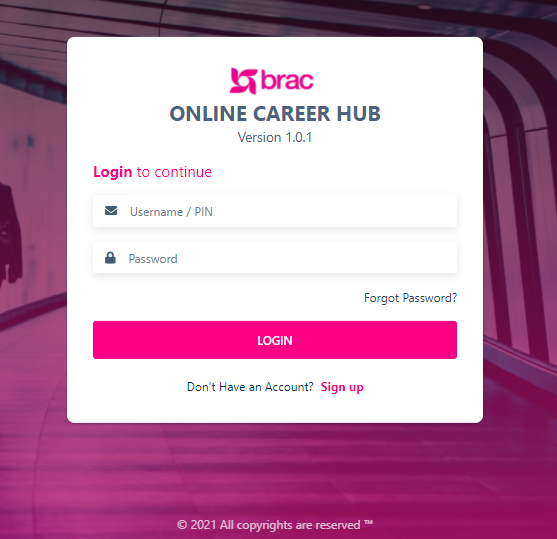 brac
ONLINE CAREER HUB
Version 1.0.1
Login to continue
Username / PIN
Password
Forgot Password?
LOGIN
Don't Have an Account? Sign up
© 2021 All copyrights are reserved ™